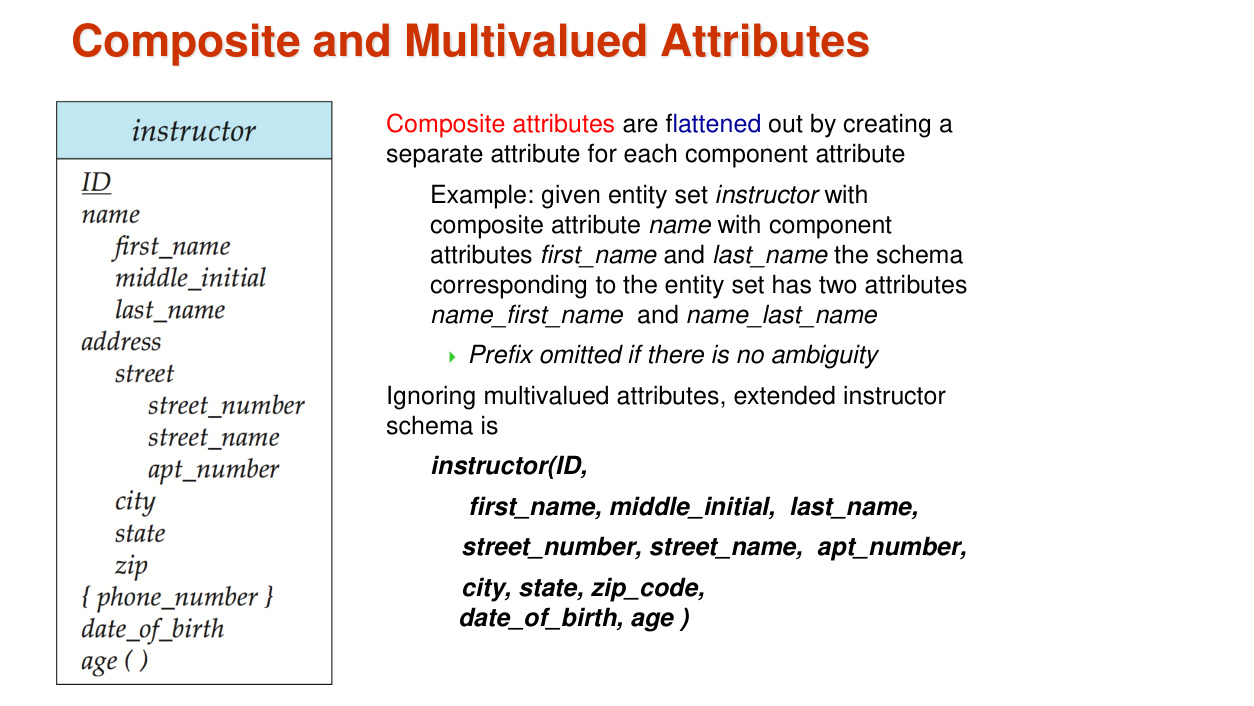 Composite and Multivalued Attributes
instructor
ID
name
first_name
middle_initial
last_name
address
street
street_number
street_name
apt_number
city
state
zip
{ phone_number }
date_of_birth
age ( )
Composite attributes are flattened out by creating a
separate attribute for each component attribute
Example: given entity set instructor with
composite attribute name with component
attributes first_name and last_name the schema
corresponding to the entity set has two attributes
name_first_name and name_last_name
Prefix omitted if there is no ambiguity
Ignoring multivalued attributes, extended instructor
schema is
instructor(ID,
first_name, middle_initial, last_name,
street_number, street_name, apt_number,
city, state, zip_code,
date_of_birth, age )